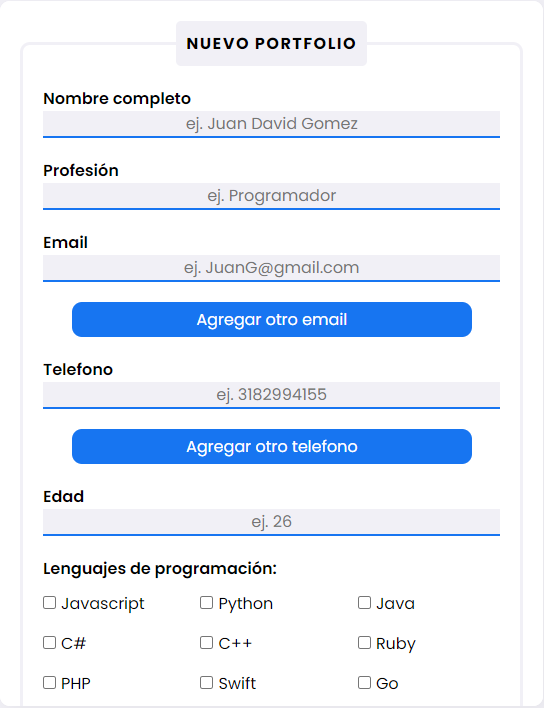 NUEVO PORTFOLIO
Nombre completo
ej. Juan David Gomez
Profesión
ej. Programador
Email
ej. JuanG@gmail.com
Agregar otro email
Telefono
ej. 3182994155
Agregar otro telefono
Edad
ej. 26
Lenguajes de programación:
Javascript Python Java
C# C++ Ruby
PHP Swift Go